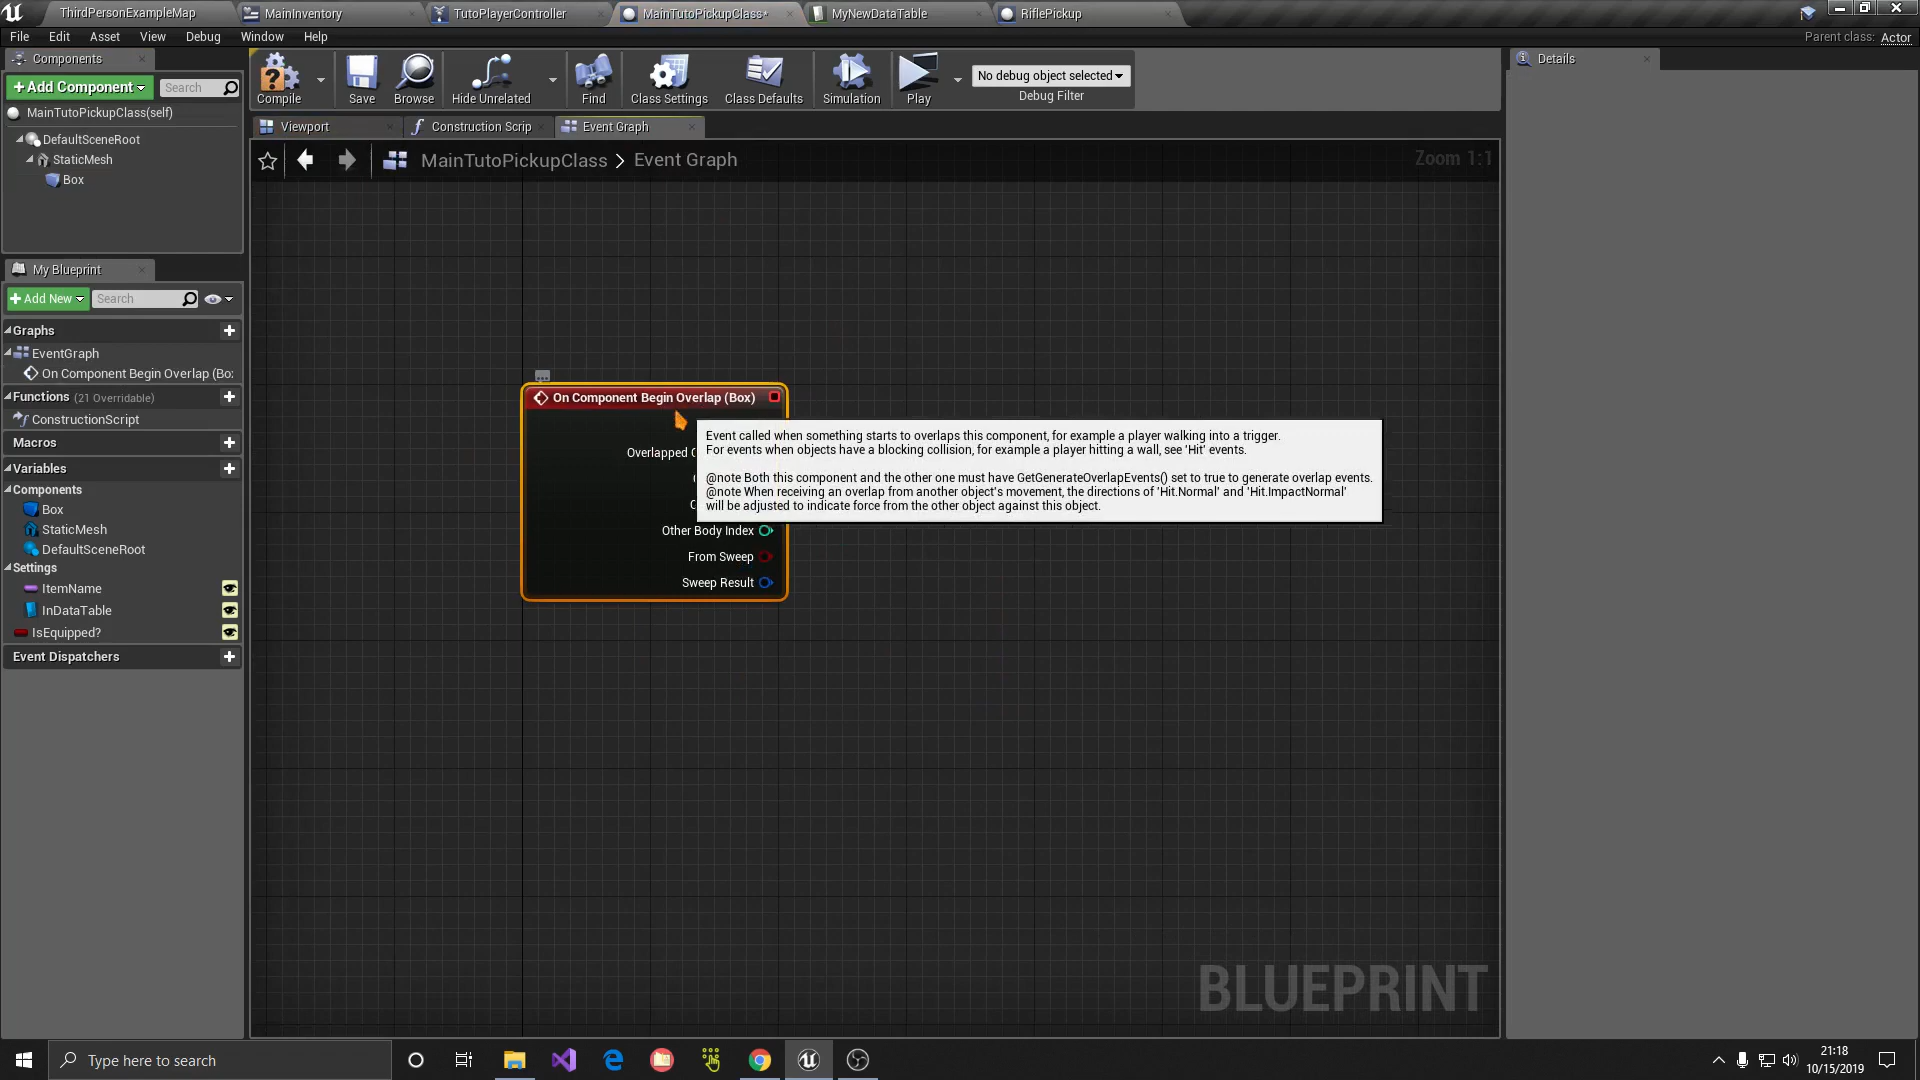 ThirdPersonExampleMap
MainInventory
TutoPlayerController
MainTutoPickupClass*
MyNewDataTable
RiflePickup
File Edit Asset View Debug Window Help
Parent class: Actor
Components
+Add Component
Search
MainTutoPickupClass(self)
DefaultSceneRoot
StaticMesh
Box
Compile
Save
Browse
Hide Unrelated
Find
Class Settings
Class Defaults
Simulation
Play
No debug object selected
Debug Filter
Details
Viewport
Construction Scrip
Event Graph
MainTutoPickupClass > Event Graph
Zoom 1:1
My Blueprint
+Add New
Search
Graphs
EventGraph
On Component Begin Overlap (Bo:
Functions (21 Overridable)
ConstructionScript
Macros
Variables
Components
Box
StaticMesh
DefaultSceneRoot
Settings
ItemName
InDataTable
IsEquipped?
Event Dispatchers
On Component Begin Overlap (Box)
Overlapped
Other Body Index
From Sweep
Sweep Result
Event called when something starts to overlaps this component, for example a player walking into a trigger.
For events when objects have a blocking collision, for example a player hitting a wall, see 'Hit' events.
@note Both this component and the other one must have GetGenerateOverlapEvents() set to true to generate overlap events.
@note When receiving an overlap from another object's movement, the directions of 'Hit.Normal' and 'Hit.ImpactNormal'
will be adjusted to indicate force from the other object against this object.
BLUEPRINT
Type here to search
21:18
10/15/2019